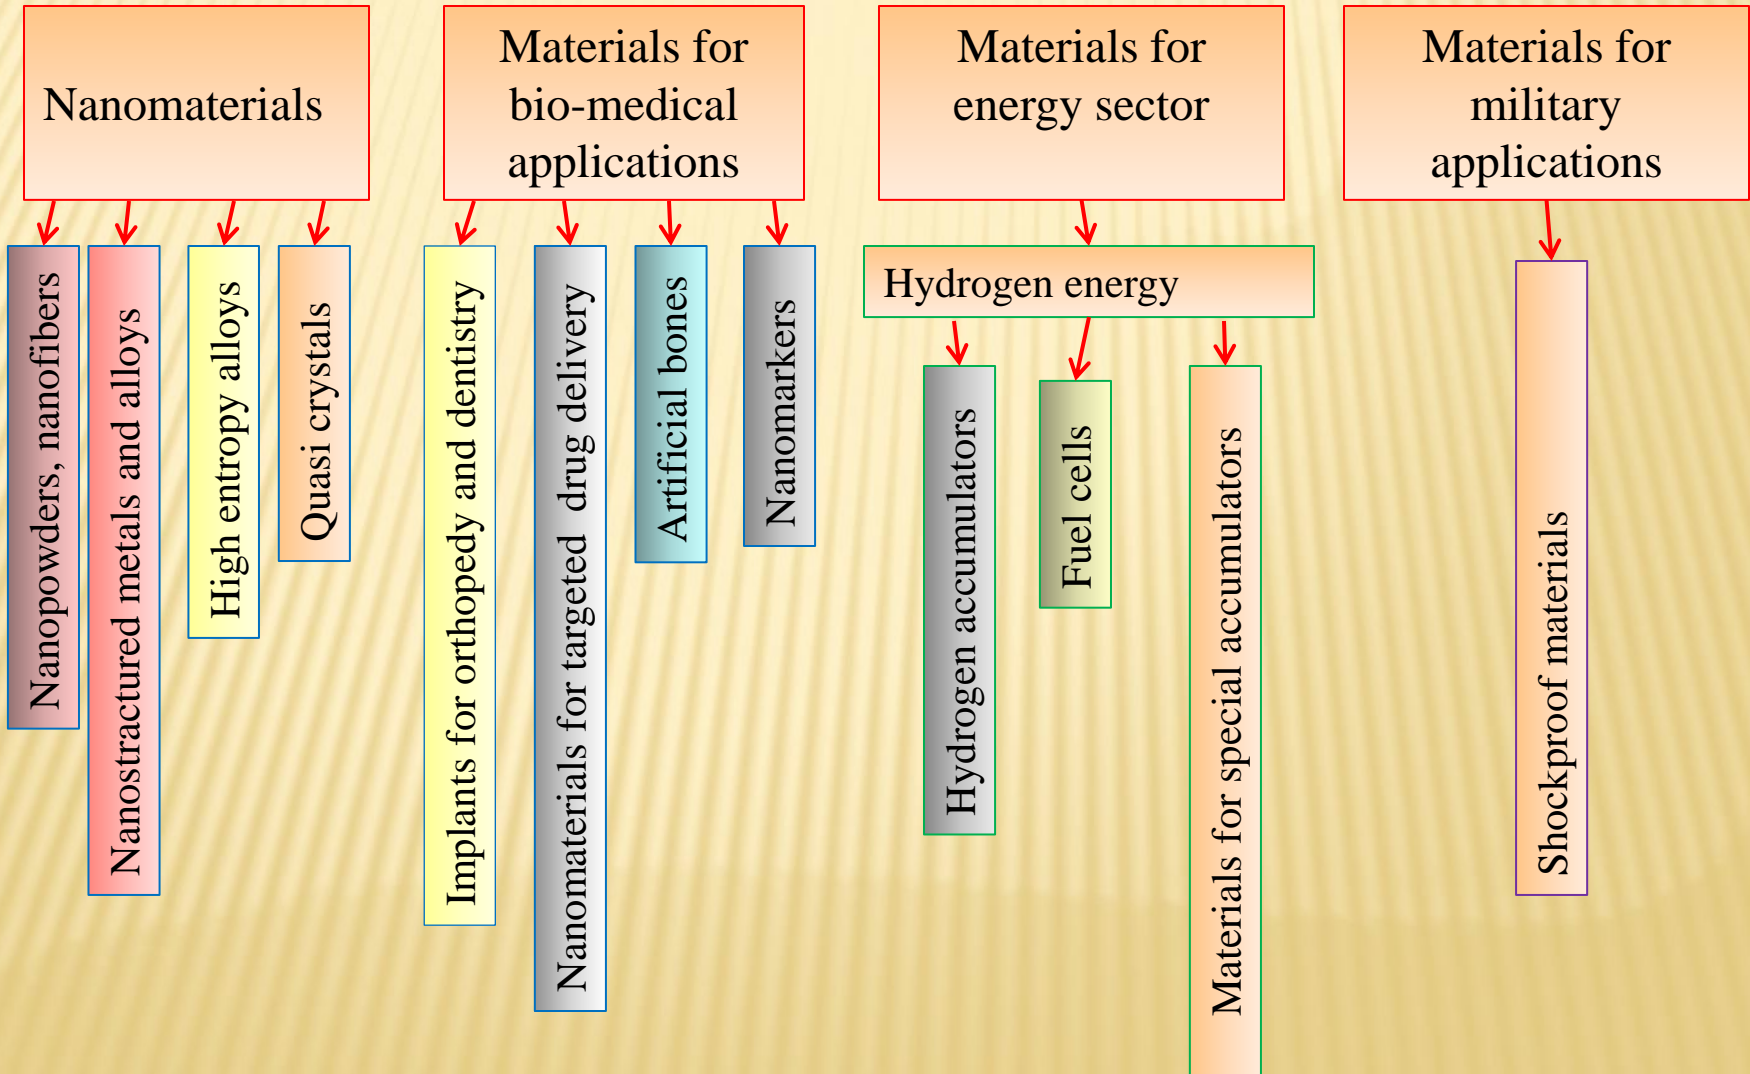 Nanomaterials
Materials for
bio-medical
applications
Materials for
energy sector
Materials for
military
applications
Nanopowders, nanofibers
Nanostractured metals and alloys
High entropy alloys
Quasi crystals
Implants for orthopedy and dentistry
Nanomaterials for targeted drug delivery
Artificial bones
Nanomarkers
Hydrogen energy
Hydrogen accumulators
Fuel cells
Materials for special accumulators
Shockproof materials